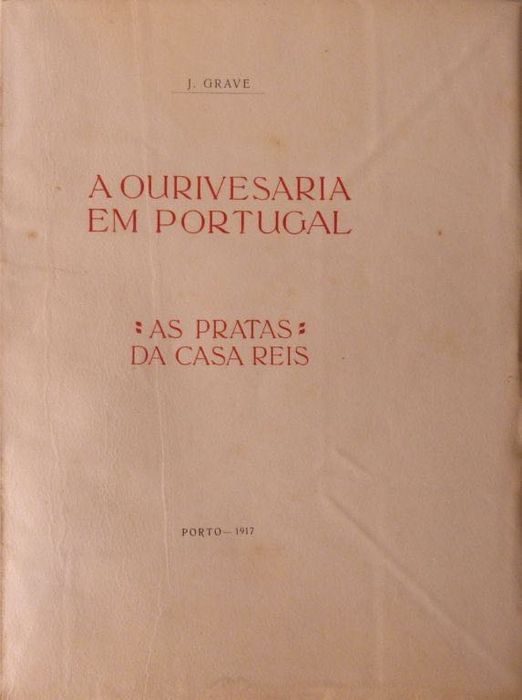 J. GRAVE
A OURIVESARIA
EM PORTUGAL
AS PRATAS
DA CASA REIS
PORTO — 1917